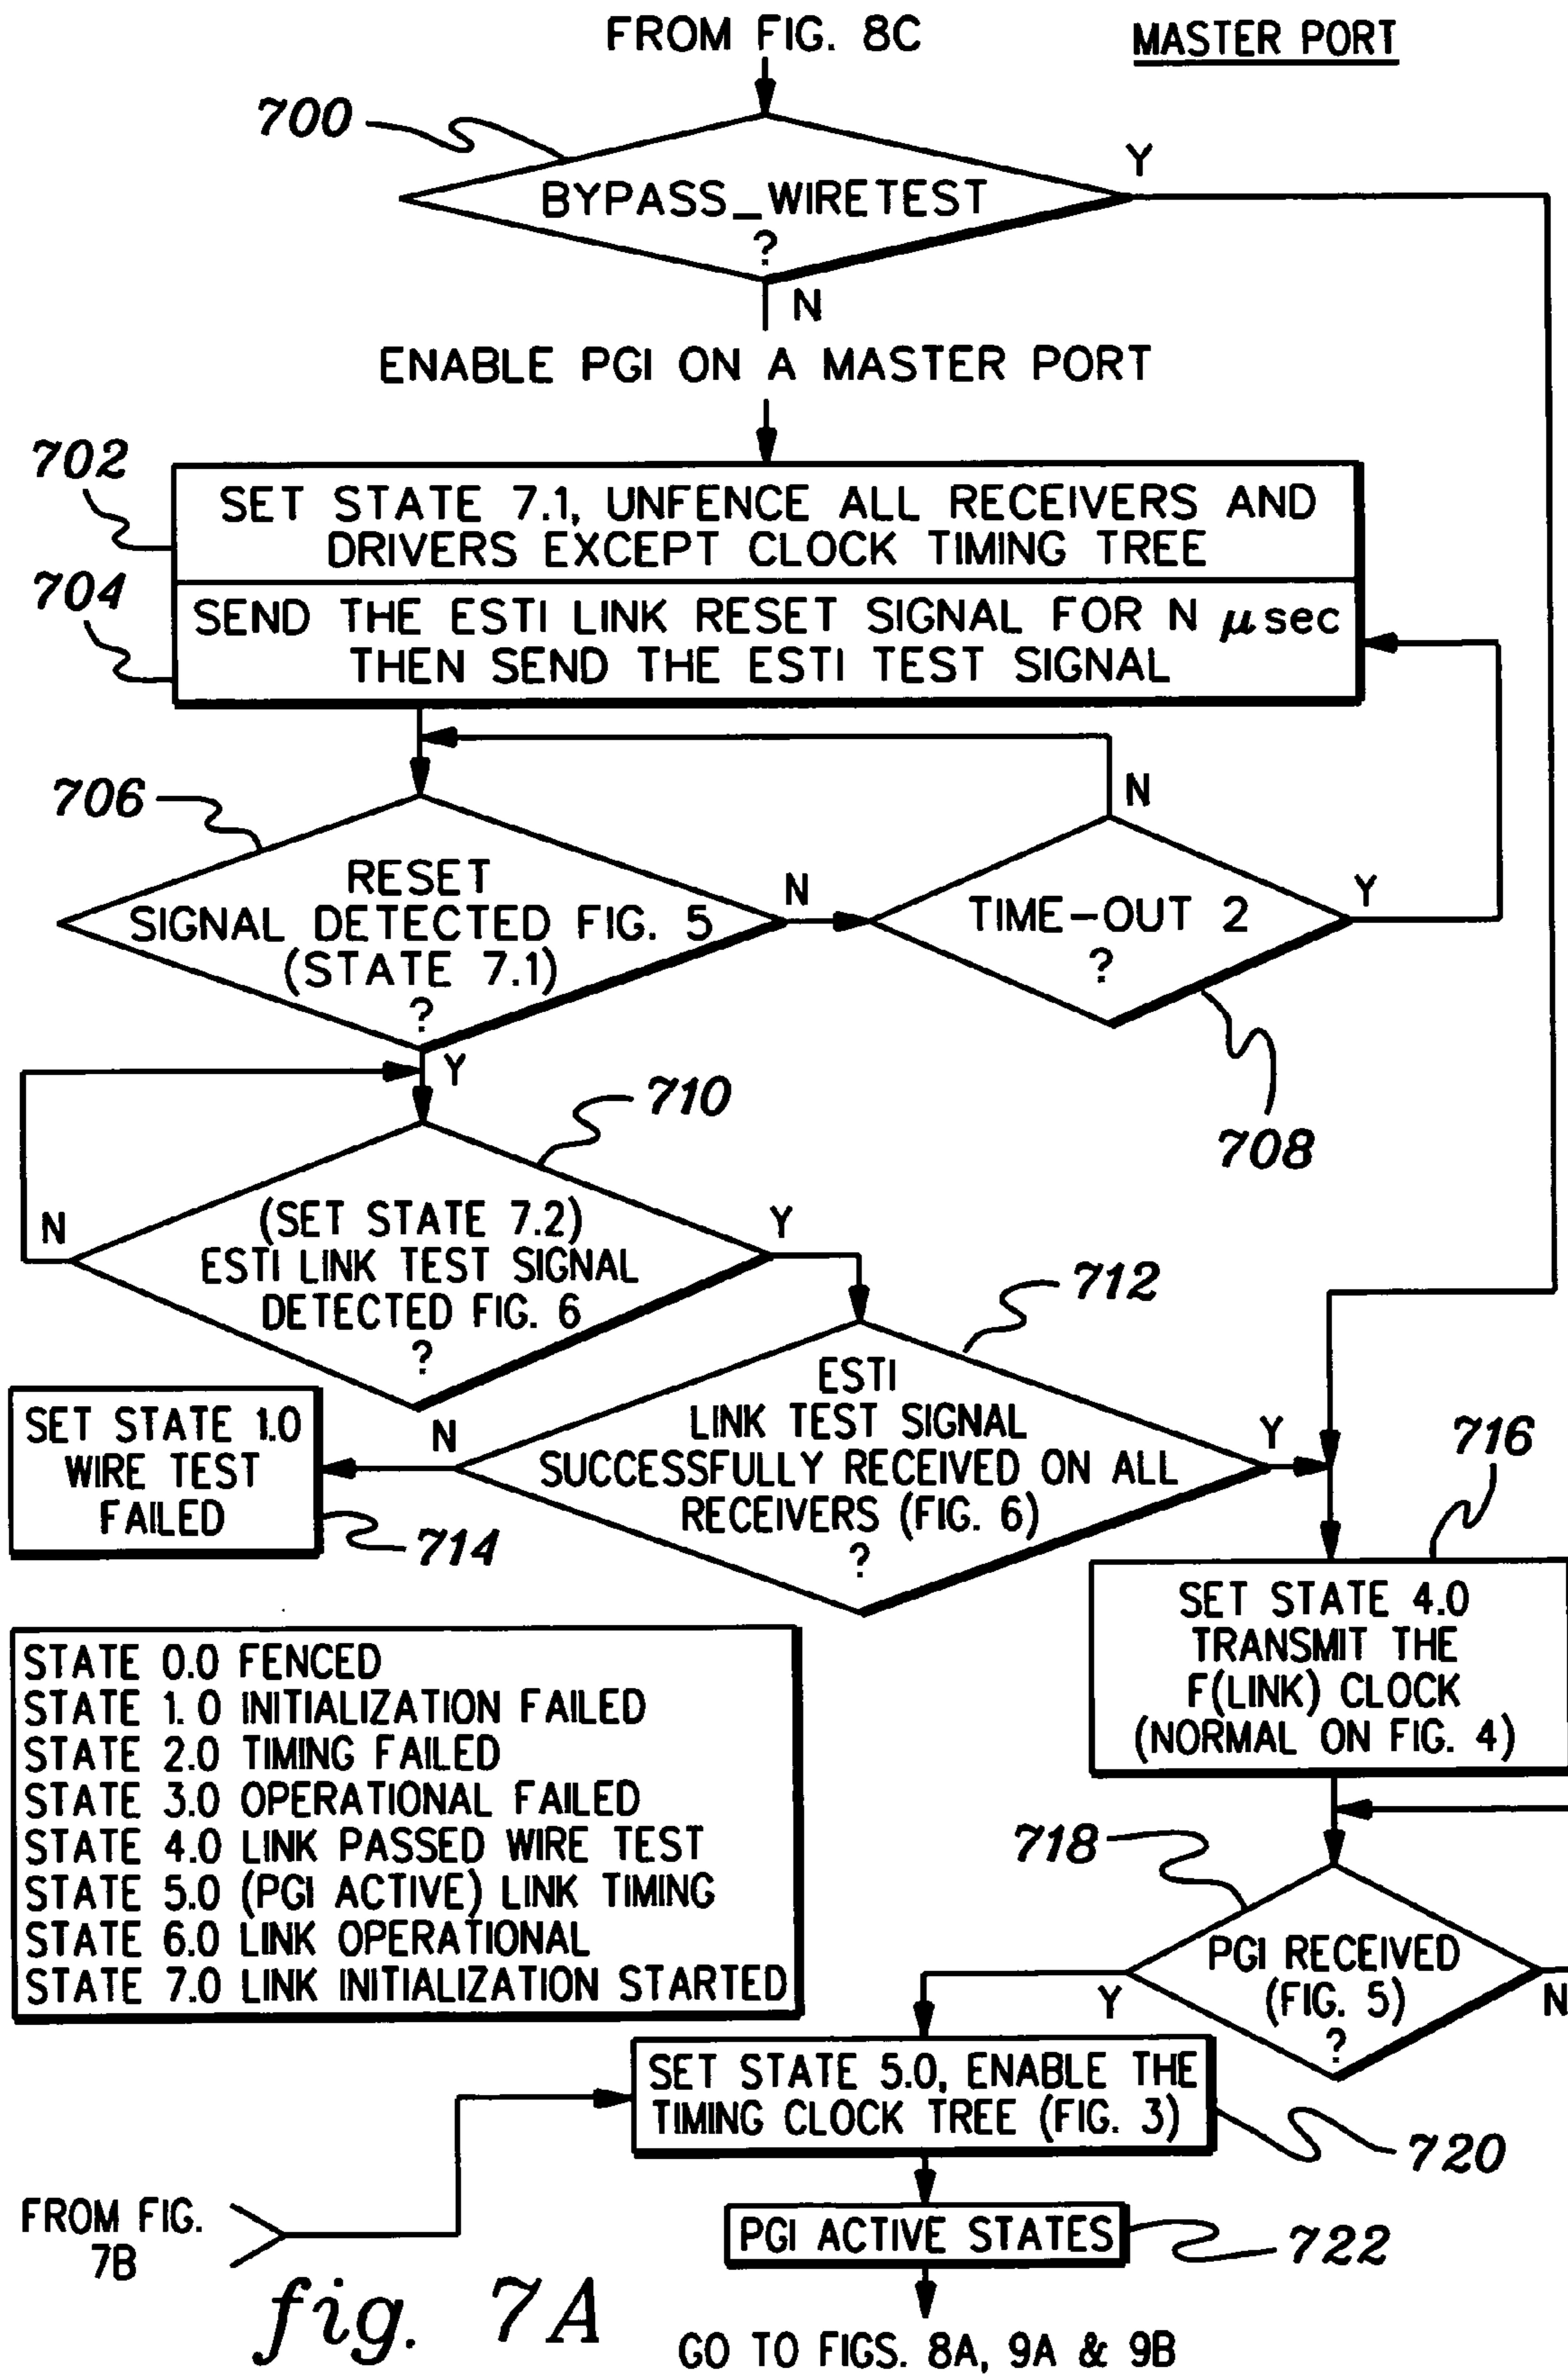 FROM FIG. 8C
MASTER PORT
700
Y
BYPASS_WIRETEST
?
N
ENABLE PGI ON A MASTER PORT
702
SET STATE 7.1, UNFENCE ALL RECEIVERS AND
DRIVERS EXCEPT CLOCK TIMING TREE
704
SEND THE ESTI LINK RESET SIGNAL FOR N μsec
THEN SEND THE ESTI TEST SIGNAL
706
RESET
SIGNAL DETECTED FIG. 5
(STATE 7.1)
?
N
N
TIME-OUT 2
?
Y
708
Y
710
N
(SET STATE 7.2)
ESTI LINK TEST SIGNAL
DETECTED FIG. 6
?
Y
712
ESTI
LINK TEST SIGNAL
SUCCESSFULLY RECEIVED ON ALL
RECEIVERS (FIG. 6)
?
N
Y
SET STATE 1.0
WIRE TEST
FAILED
714
716
SET STATE 4.0
TRANSMIT THE
F(LINK) CLOCK
(NORMAL ON FIG. 4)
STATE 0.0 FENCED
STATE 1.0 INITIALIZATION FAILED
STATE 2.0 TIMING FAILED
STATE 3.0 OPERATIONAL FAILED
STATE 4.0 LINK PASSED WIRE TEST
STATE 5.0 (PGI ACTIVE) LINK TIMING
STATE 6.0 LINK OPERATIONAL
STATE 7.0 LINK INITIALIZATION STARTED
718
PGI RECEIVED
(FIG. 5)
?
Y
N
SET STATE 5.0, ENABLE THE
TIMING CLOCK TREE (FIG. 3)
720
FROM FIG.
7B
PGI ACTIVE STATES
722
fig. 7A
GO TO FIGS. 8A, 9A & 9B